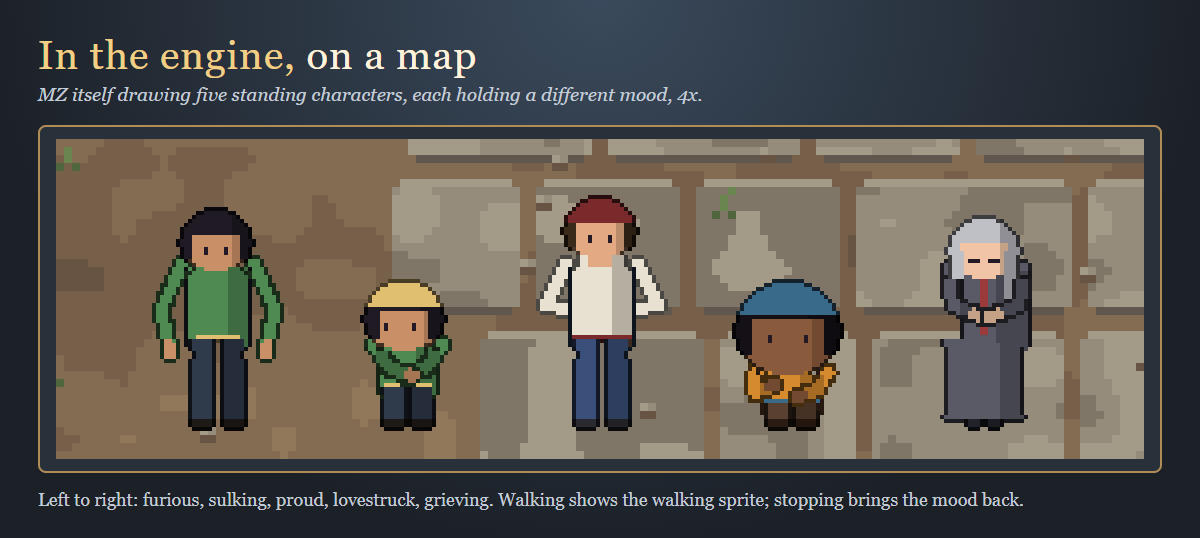 In the engine, on a map
MZ itself drawing five standing characters, each holding a different mood, 4x.
Left to right: furious, sulking, proud, lovestruck, grieving. Walking shows the walking sprite; stopping brings the mood back.